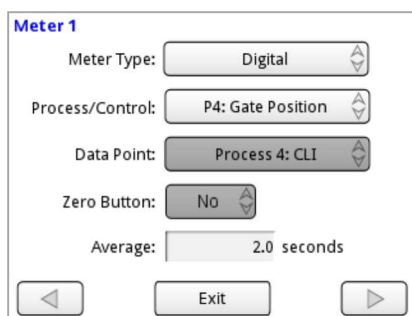 Meter 1
Meter Type: Digital
Process/Control: P4: Gate Position
Data Point: Process 4: CLI
Zero Button: No
Average: 2.0 seconds
Exit